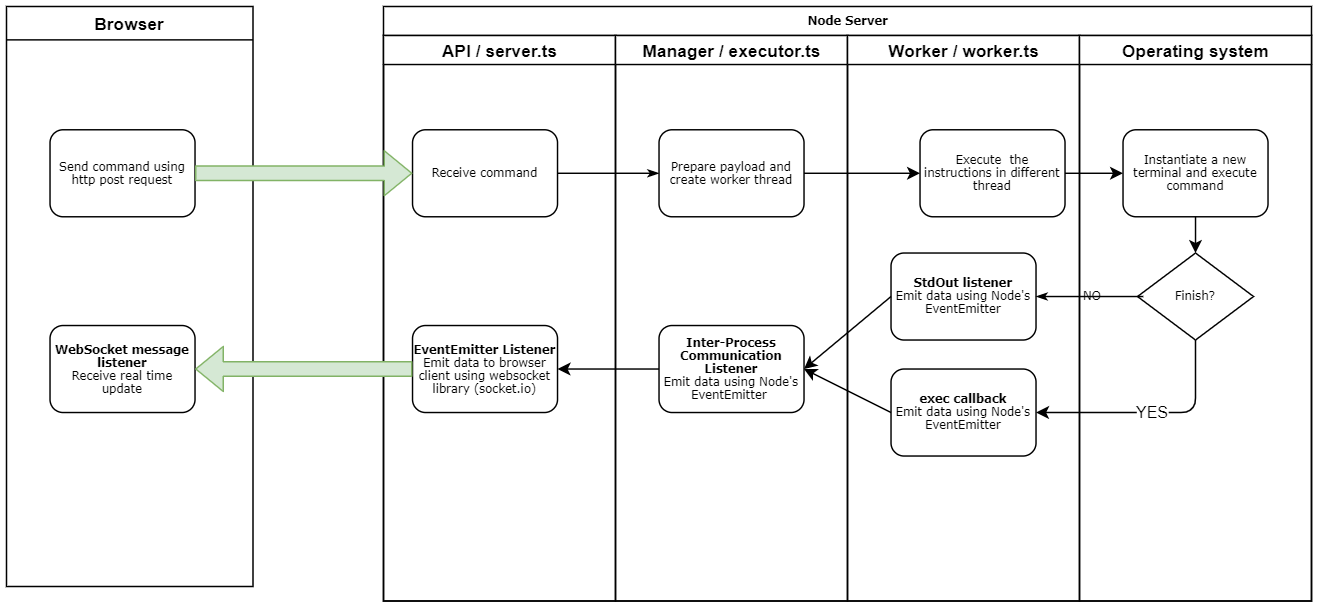 Browser
Node Server
API / server.ts
Manager / executor.ts
Worker / worker.ts
Operating system
Send command using
http post request
Receive command
Prepare payload and
create worker thread
Execute  the
instructions in different
thread
Instantiate a new
terminal and execute
command
StdOut listener
Emit data using Node's
EventEmitter
NO
Finish?
WebSocket message
listener
Receive real time
update
EventEmitter Listener
Emit data to browser
client using websocket
library (socket.io)
Inter-Process
Communication
Listener
Emit data using Node's
EventEmitter
exec callback
Emit data using Node's
EventEmitter
YES